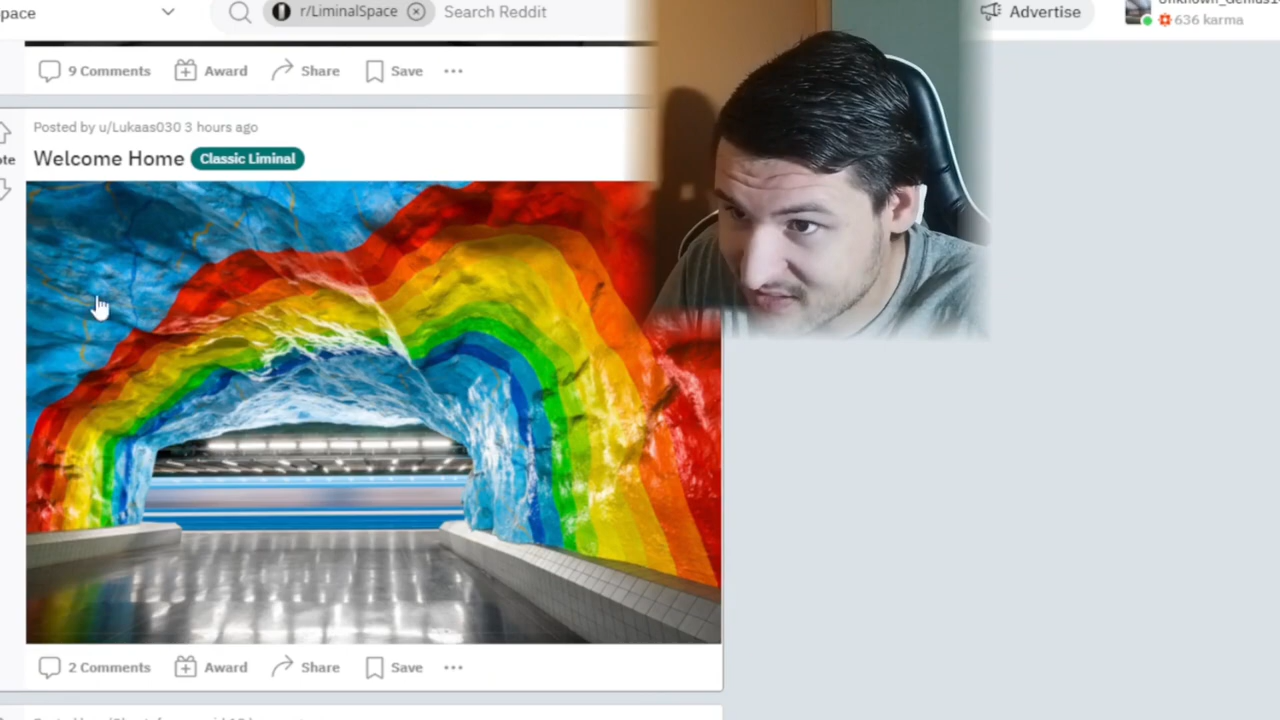 pace
r/LiminalSpace
Search Reddit
Advertise
636 karma
9 Comments
Award
Share
Save
Posted by u/Lukaas030 3 hours ago
Welcome Home
Classic Liminal
2 Comments
Award
Share
Save